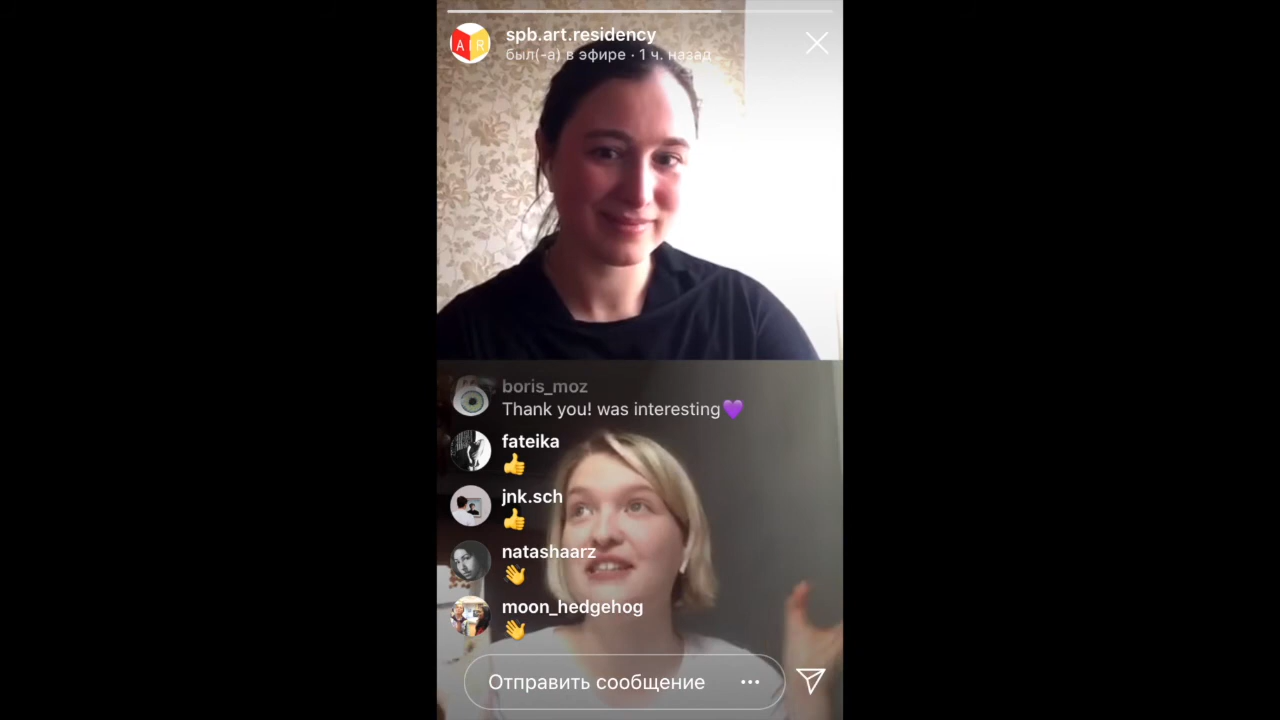 AIR
spb.art.residency
был(-а) в эфире · 1 ч. назад
boris_moz
Thank you! was interesting💜
fateika
👍
jnk.sch
👍
natashaarz
👋
moon_hedgehog
👋
Отправить сообщение